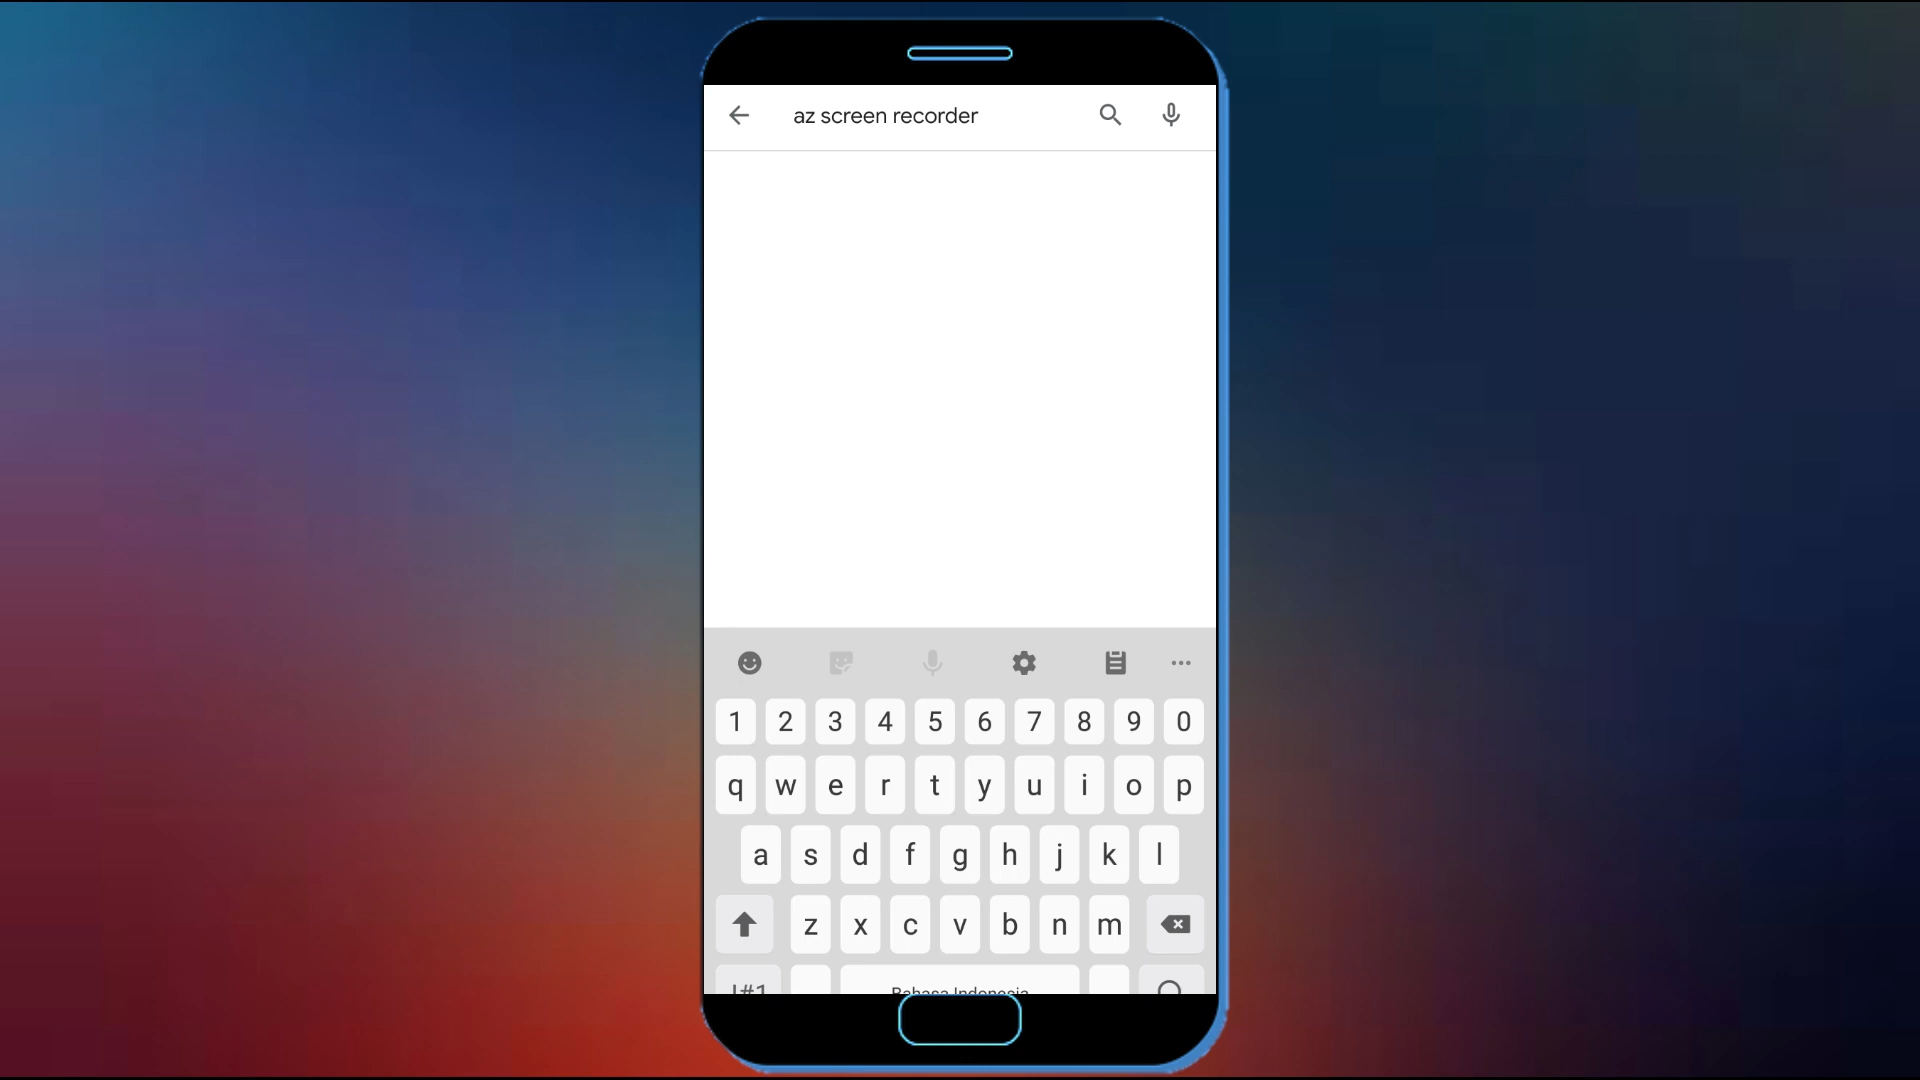 az screen recorder
1 2 3 4 5 6 7 8 9 0
q w e r t y u i o p
a s d f g h j k l
z x c v b n m
!#1 Bahasa Indonesia